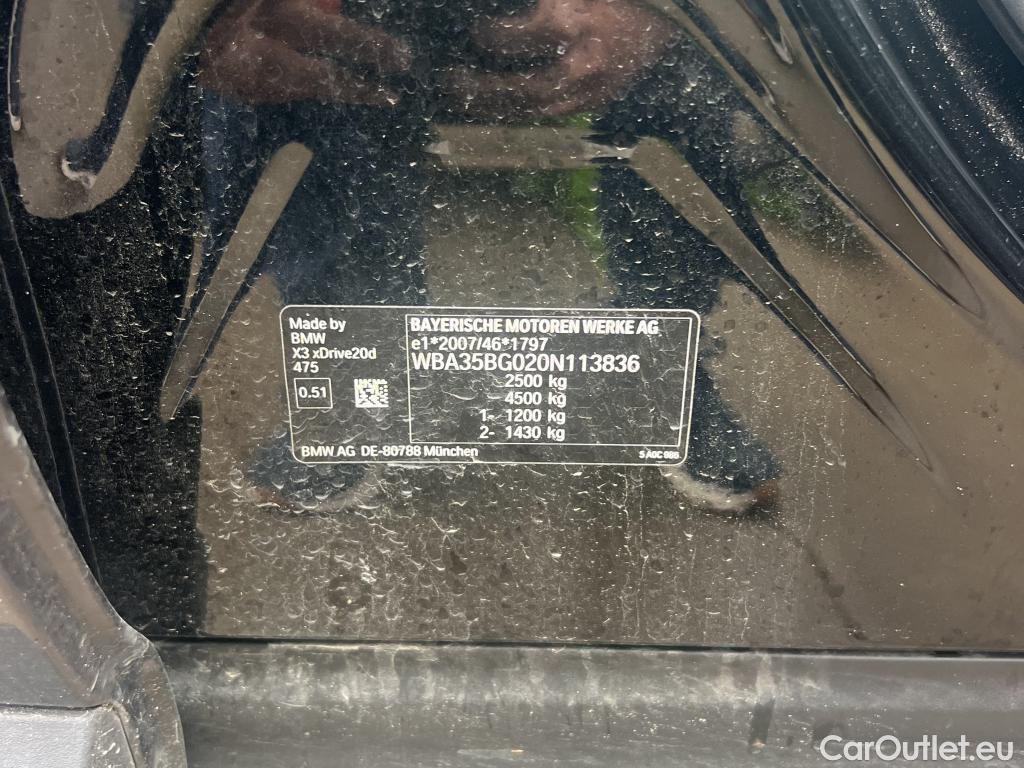 Made by
BMW
X3 xDrive20d
475
0.51
BAYERISCHE MOTOREN WERKE AG
e1*2007/46*1797
WBA35BG020N113836
2500 kg
4500 kg
1- 1200 kg
2- 1430 kg
BMW AG DE-80788 München
CarOutlet.eu